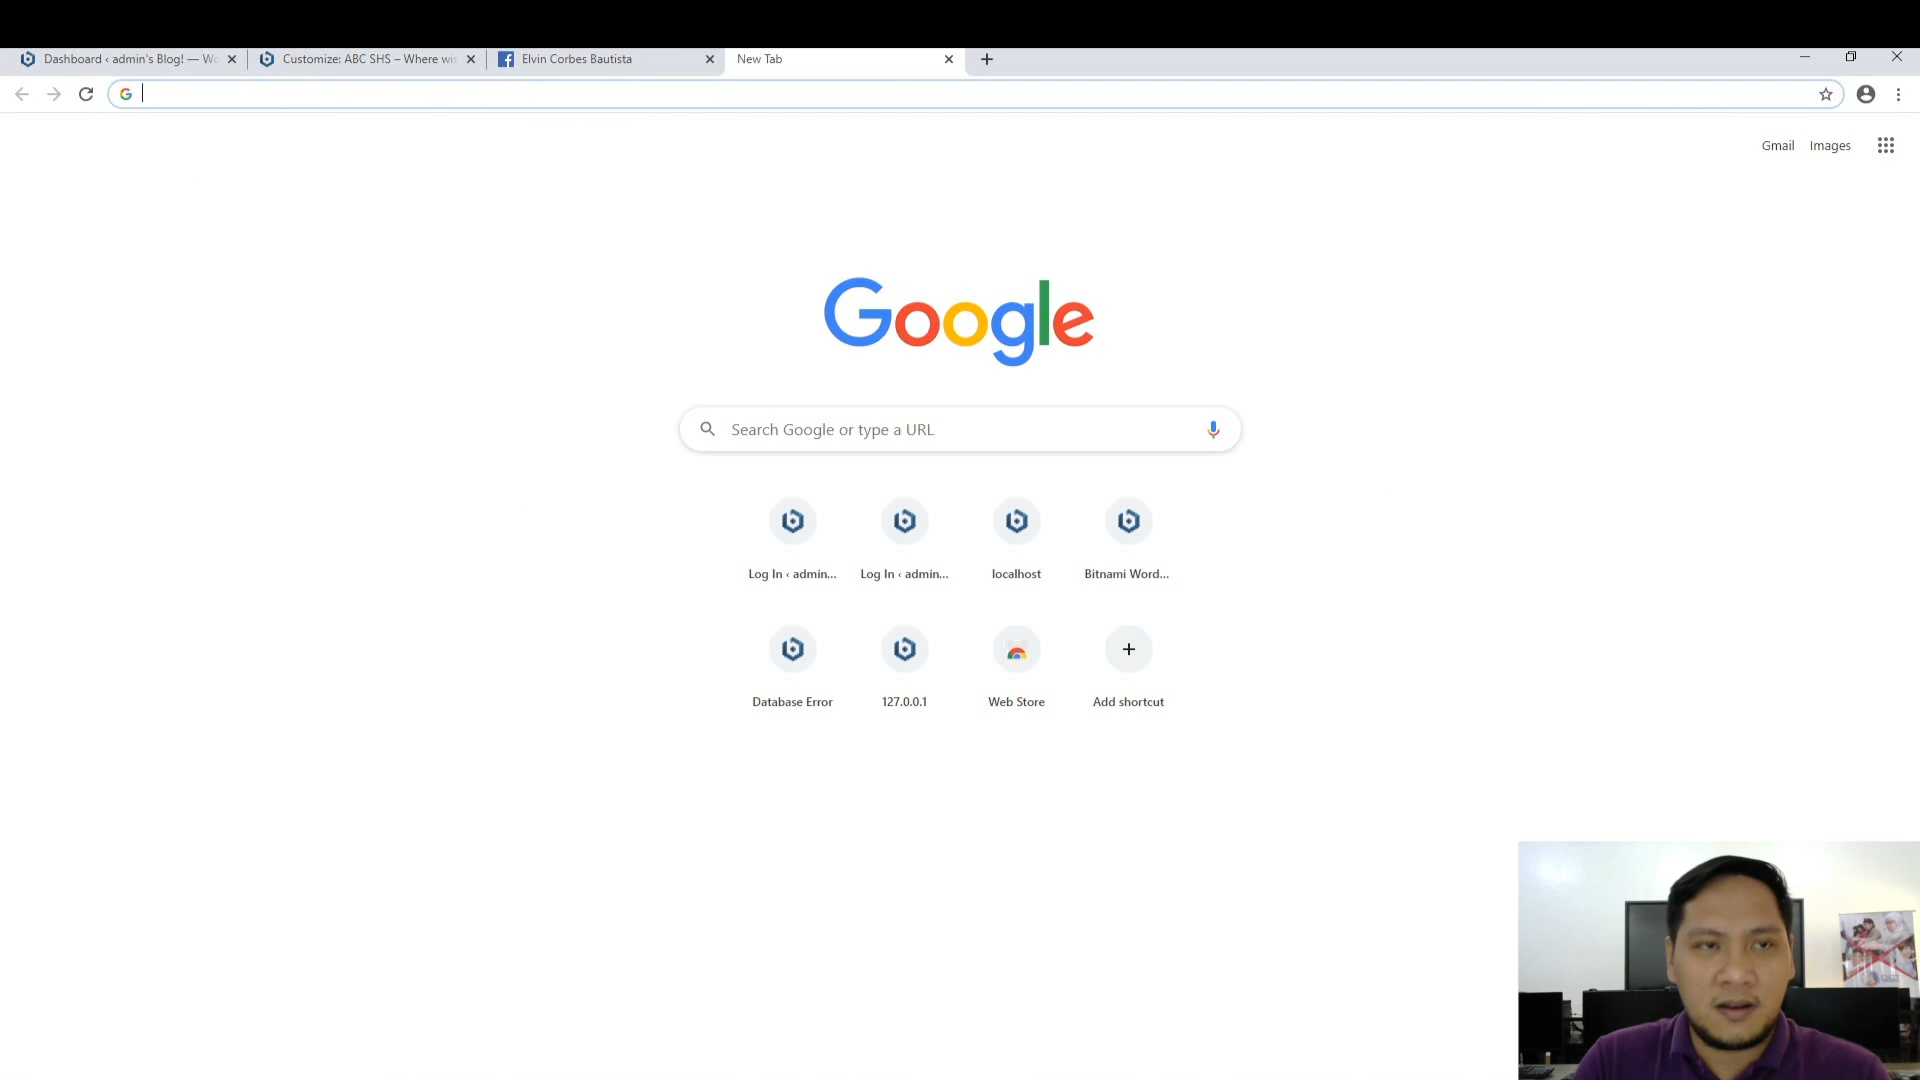 Dashboard ‹ admin's Blog! — Wo
Customize: ABC SHS – Where wis
Elvin Corbes Bautista
New Tab
Gmail
Images
Google
Search Google or type a URL
Log In ‹ admin...
Log In ‹ admin...
localhost
Bitnami Word...
Database Error
127.0.0.1
Web Store
Add shortcut